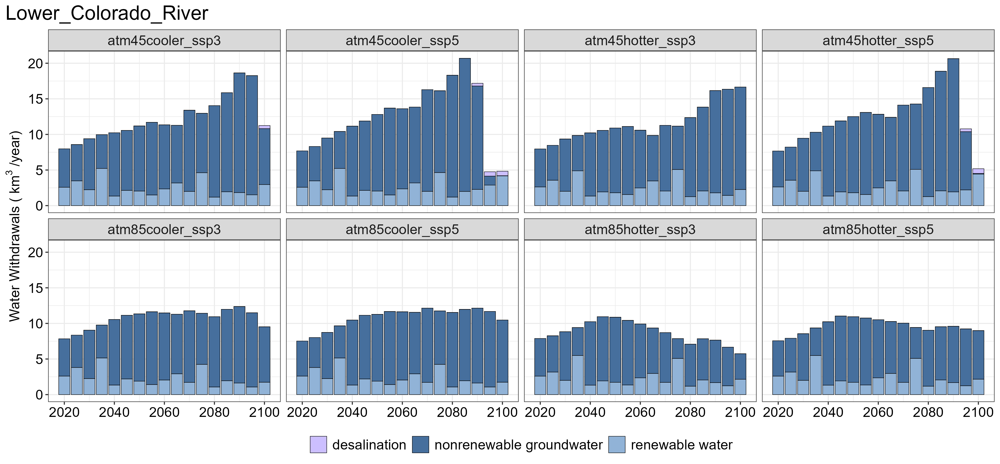 Lower_Colorado_River
atm45cooler_ssp3 atm45cooler_ssp5 atm45hotter_ssp3 atm45hotter_ssp5
20
15
10
5
0
Water Withdrawals ( km³ /year)
atm85cooler_ssp3 atm85cooler_ssp5 atm85hotter_ssp3 atm85hotter_ssp5
20
15
10
5
0
2020 2040 2060 2080 2100 2020 2040 2060 2080 2100 2020 2040 2060 2080 2100 2020 2040 2060 2080 2100
desalination nonrenewable groundwater renewable water